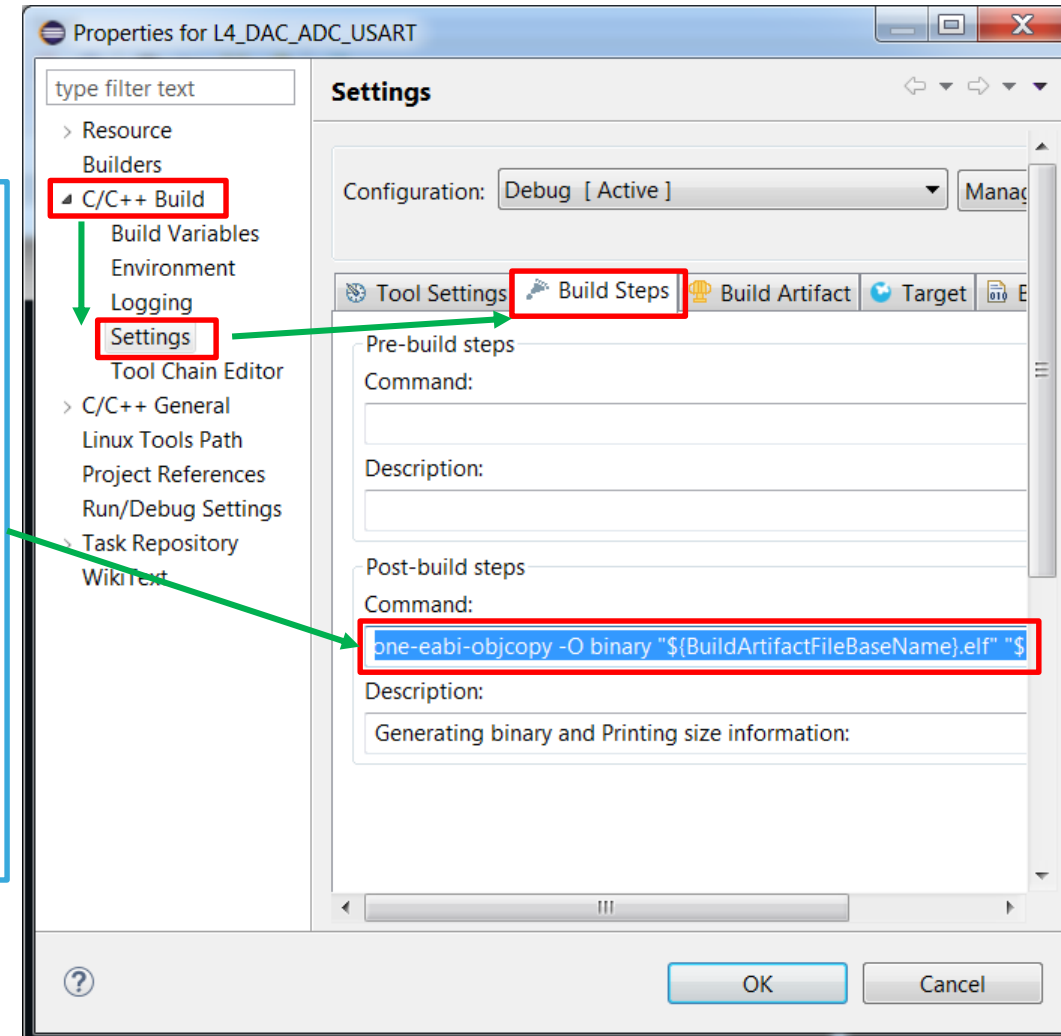 Properties for L4_DAC_ADC_USART
type filter text
Resource
Builders
C/C++ Build
Build Variables
Environment
Logging
Settings
Tool Chain Editor
C/C++ General
Linux Tools Path
Project References
Run/Debug Settings
Task Repository
WikiText
Settings
Configuration: Debug [ Active ]
Manag
Tool Settings Build Steps Build Artifact Target E
Pre-build steps
Command:
Description:
Post-build steps
Command:
one-eabi-objcopy -O binary "${BuildArtifactFileBaseName}.elf" "$
Description:
Generating binary and Printing size information:
OK Cancel